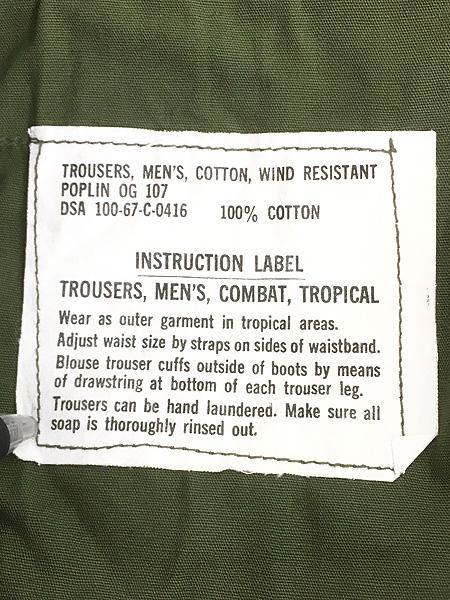 TROUSERS, MEN'S, COTTON, WIND RESISTANT
POPLIN OG 107
DSA 100-67-C-0416 100% COTTON
INSTRUCTION LABEL
TROUSERS, MEN'S, COMBAT, TROPICAL
Wear as outer garment in tropical areas.
Adjust waist size by straps on sides of waistband.
Blouse trouser cuffs outside of boots by means
of drawstring at bottom of each trouser leg.
Trousers can be hand laundered. Make sure all
soap is thoroughly rinsed out.